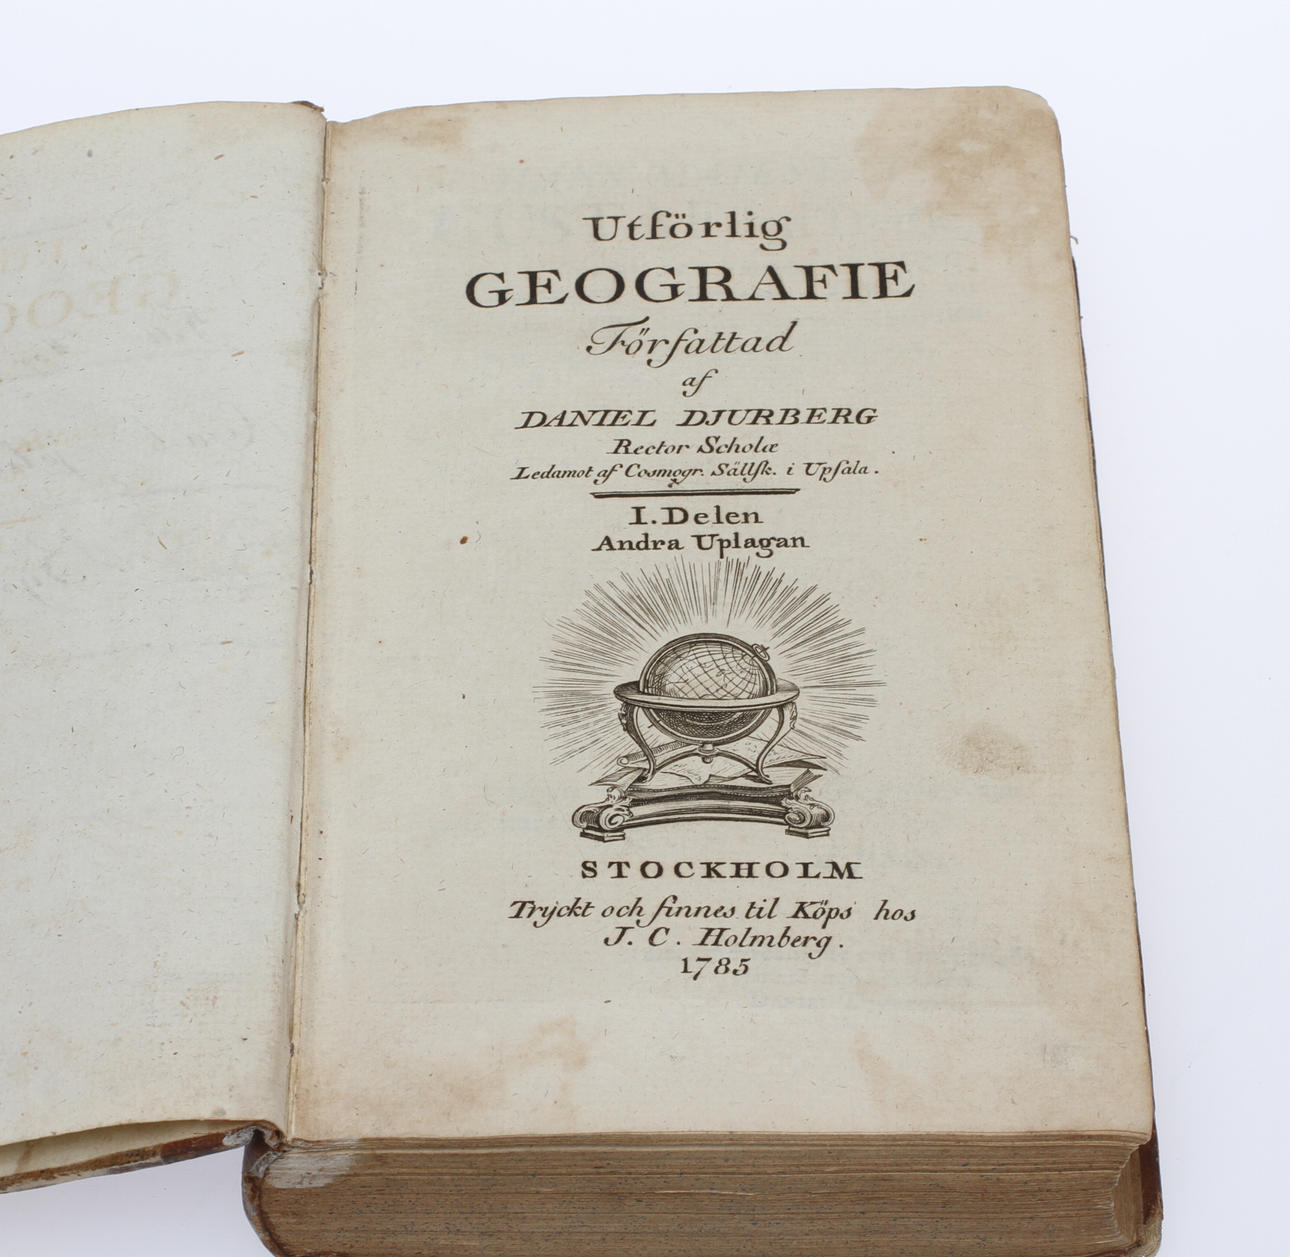 Utförlig
GEOGRAFIE
Förſattad
af
DANIEL DJURBERG
Rector Scholæ
Ledamot af Cosmogr. Sällſk. i Upſala.
I. Delen
Andra Uplagan
STOCKHOLM
Tryckt och finnes til Köps hos
J. C. Holmberg.
1785